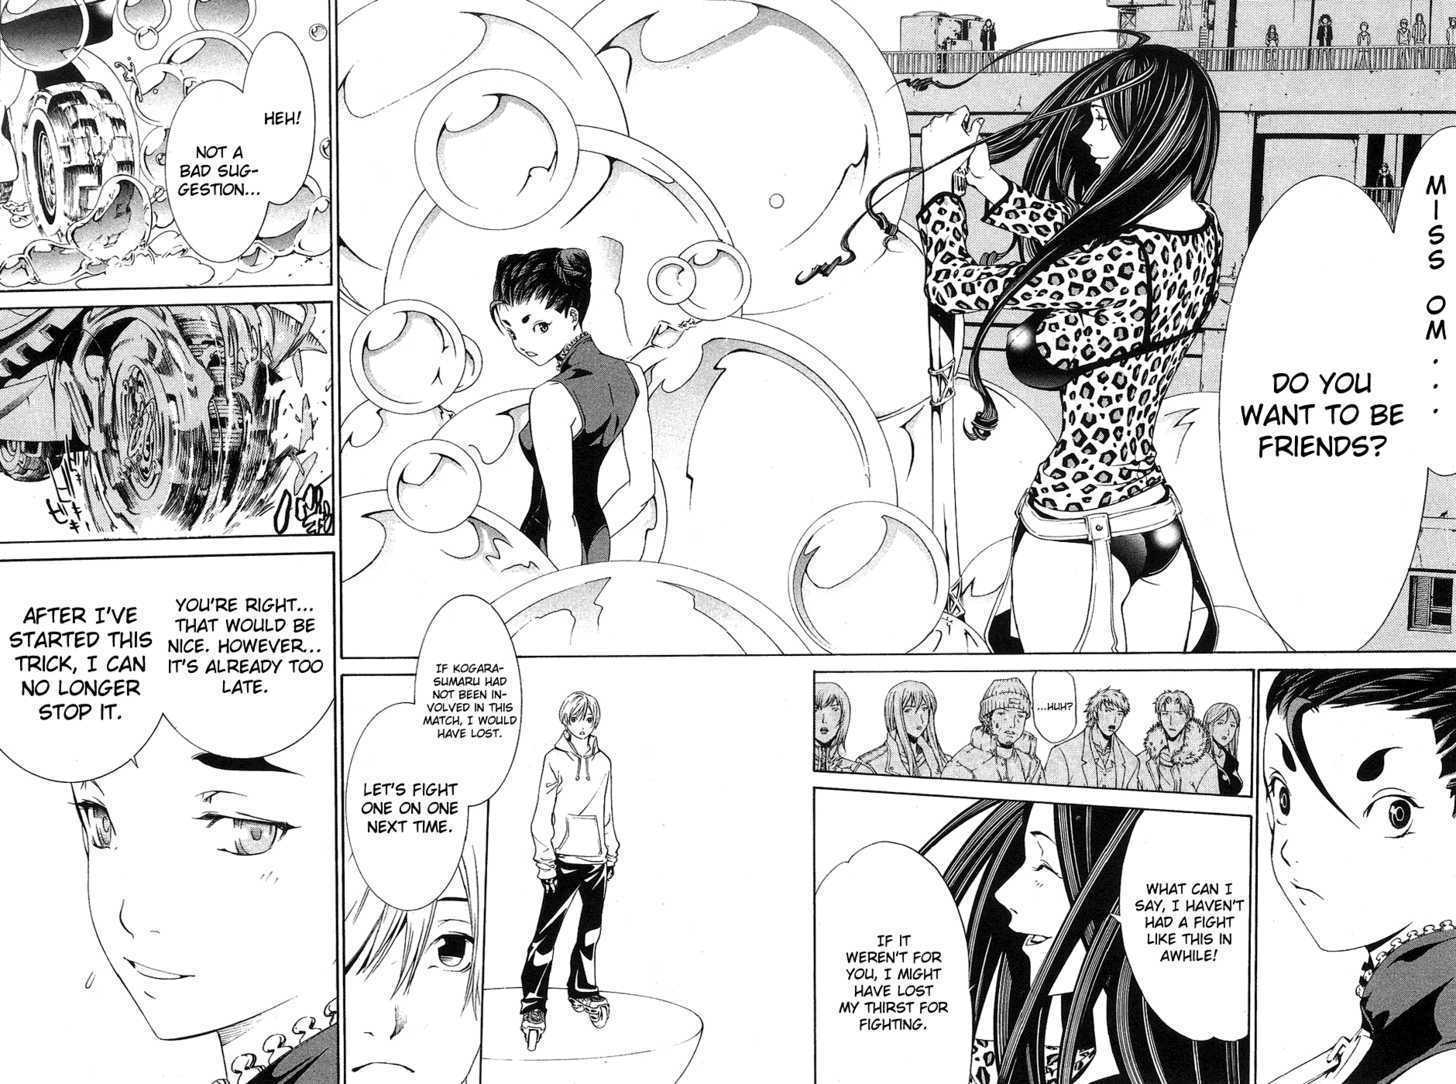 MISS OM...
DO YOU
WANT TO BE
FRIENDS?
...HUH?
WHAT CAN I
SAY, I HAVEN'T
HAD A FIGHT
LIKE THIS IN
AWHILE!
IF IT
WEREN'T FOR
YOU, I MIGHT
HAVE LOST
MY THIRST FOR
FIGHTING.
IF KOGARA-
SUMARU HAD
NOT BEEN IN-
VOLVED IN THIS
MATCH, I WOULD
HAVE LOST.
LET'S FIGHT
ONE ON ONE
NEXT TIME.
HEH!
NOT A
BAD SUG-
GESTION...
YOU'RE RIGHT...
THAT WOULD BE
NICE. HOWEVER...
IT'S ALREADY TOO
LATE.
AFTER I'VE
STARTED THIS
TRICK, I CAN
NO LONGER
STOP IT.